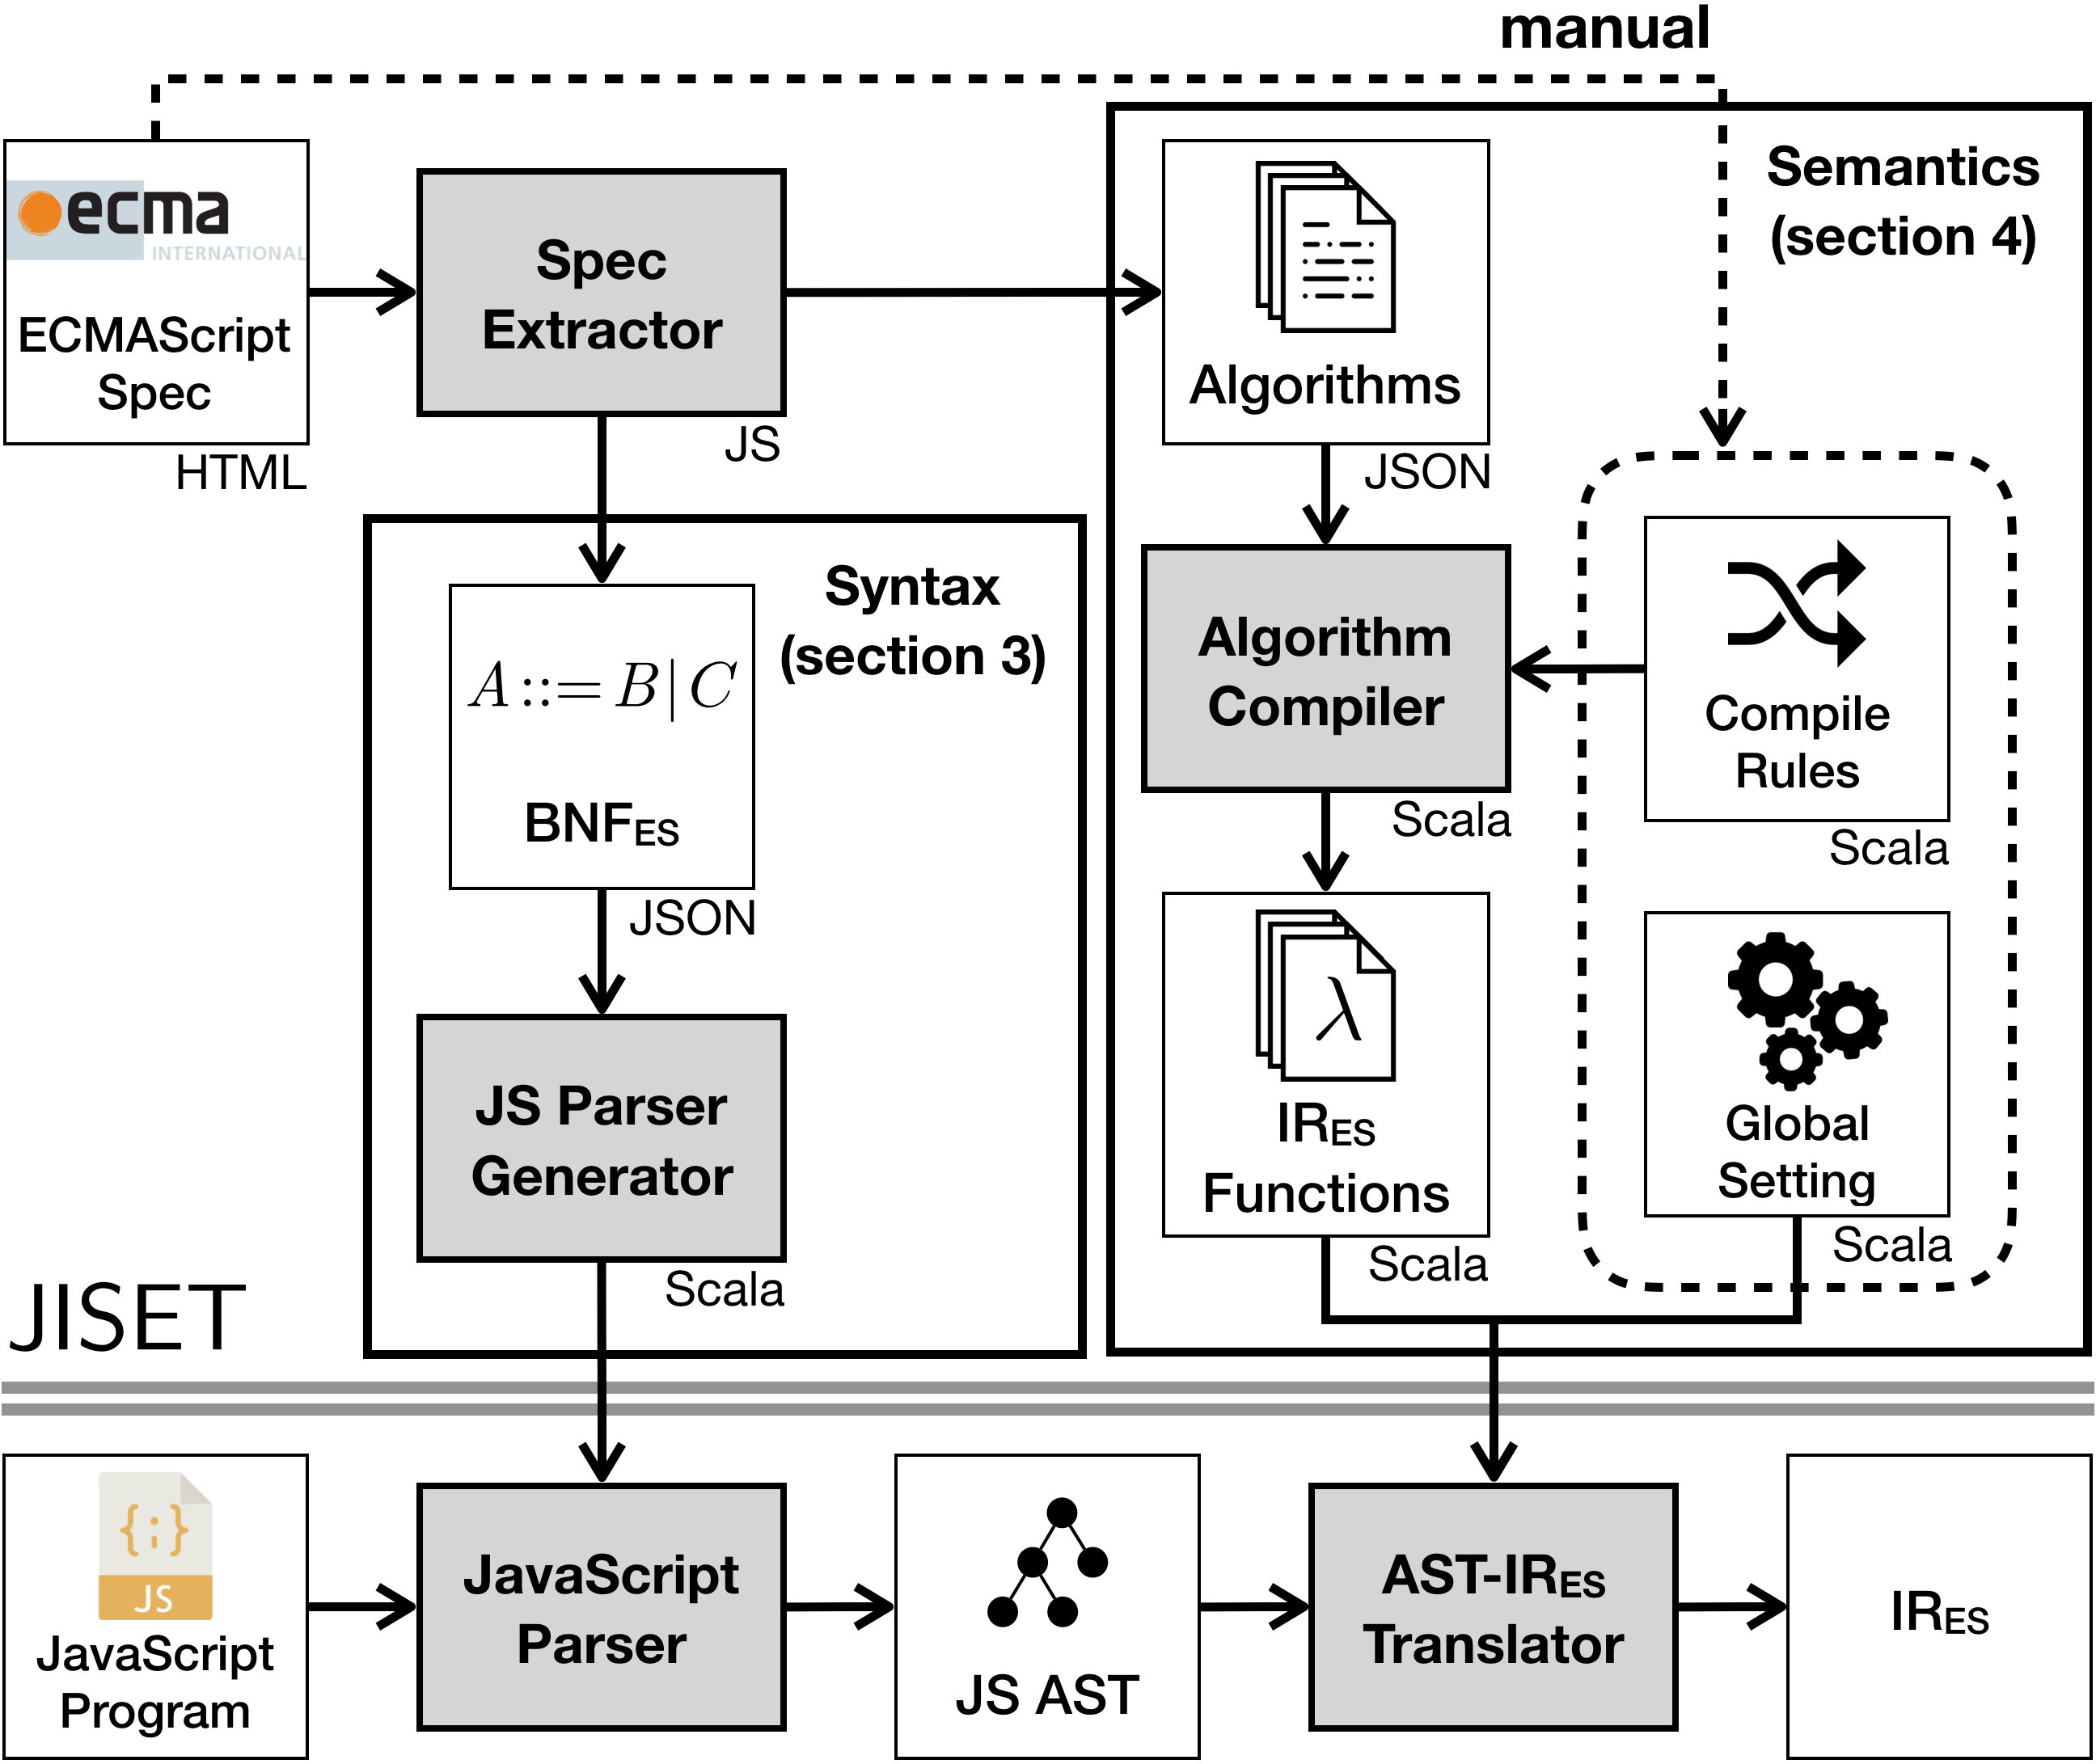 manual
ecma
INTERNATIONAL
ECMAScript
Spec
HTML
Spec
Extractor
JS
Algorithms
JSON
Semantics
(section 4)
Syntax
(section 3)
A ::= B | C
BNFES
JSON
Algorithm
Compiler
Scala
Compile
Rules
Scala
JS Parser
Generator
Scala
λ
IRES
Functions
Scala
Global
Setting
Scala
JISET
{;}
JS
JavaScript
Program
JavaScript
Parser
JS AST
AST-IRES
Translator
IRES